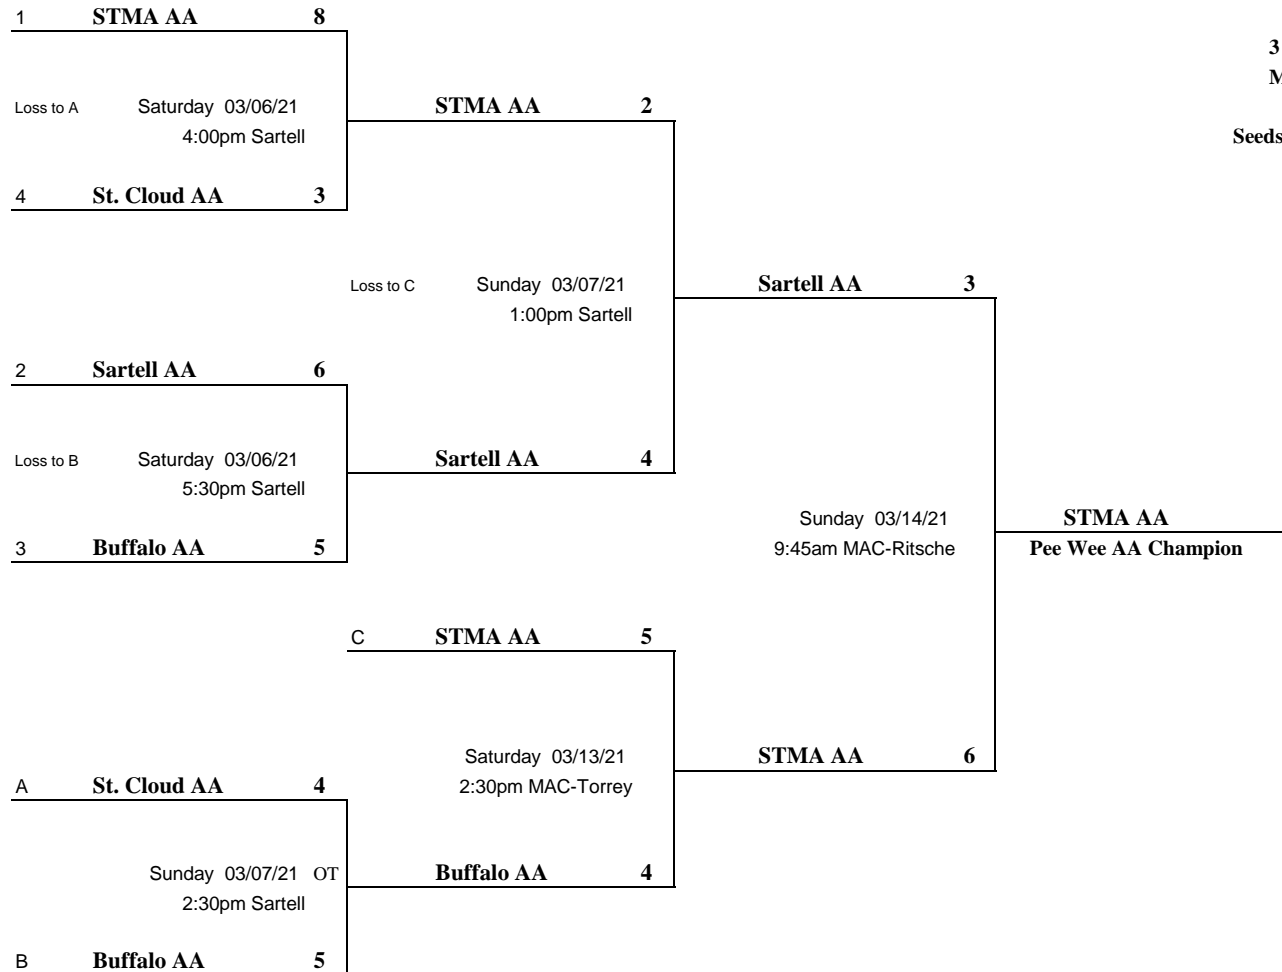 1 STMA AA 8
3
M
Loss to A Saturday 03/06/21 STMA AA 2
4:00pm Sartell Seeds
4 St. Cloud AA 3
Loss to C Sunday 03/07/21 Sartell AA 3
1:00pm Sartell
2 Sartell AA 6
Loss to B Saturday 03/06/21 Sartell AA 4
5:30pm Sartell
Sunday 03/14/21 STMA AA
3 Buffalo AA 5 9:45am MAC-Ritsche Pee Wee AA Champion
C STMA AA 5
Saturday 03/13/21 STMA AA 6
A St. Cloud AA 4 2:30pm MAC-Torrey
Sunday 03/07/21 OT Buffalo AA 4
2:30pm Sartell
B Buffalo AA 5